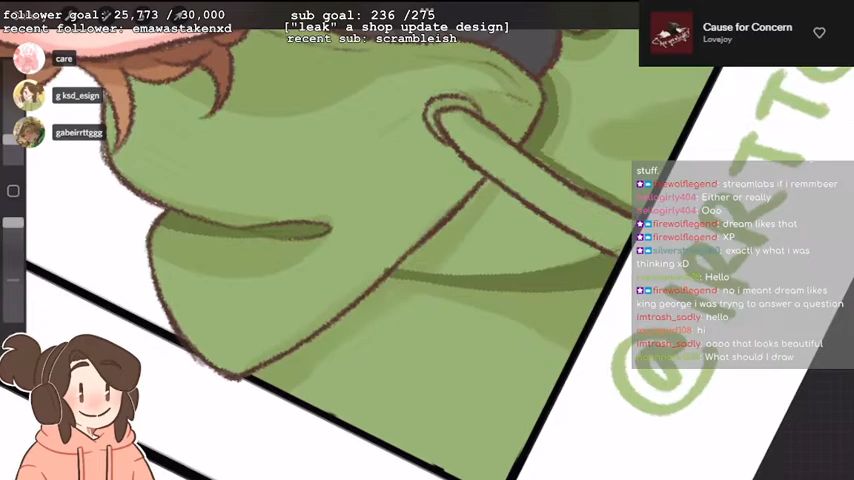 follower goal: 25,773 / 30,000
recent follower: emawastakenxd
sub goal: 236 /275
["leak" a shop update design]
recent sub: scrambleish
Cause for Concern
Lovejoy
care
g ksd_esign
gabeirrttggg
stuff.
firewolflegend: streamlabs if i remmbeer
hellogirly404: Either or really
hellogirly404: Ooo
firewolflegend: dream likes that
firewolflegend: XP
exactly what i was
thinking xD
Hello
firewolflegend: no i meant dream likes
king george i was tryng to answer a question
imtrash_sadly: hello
hi
imtrash_sadly: oooo that looks beautiful
What should I draw